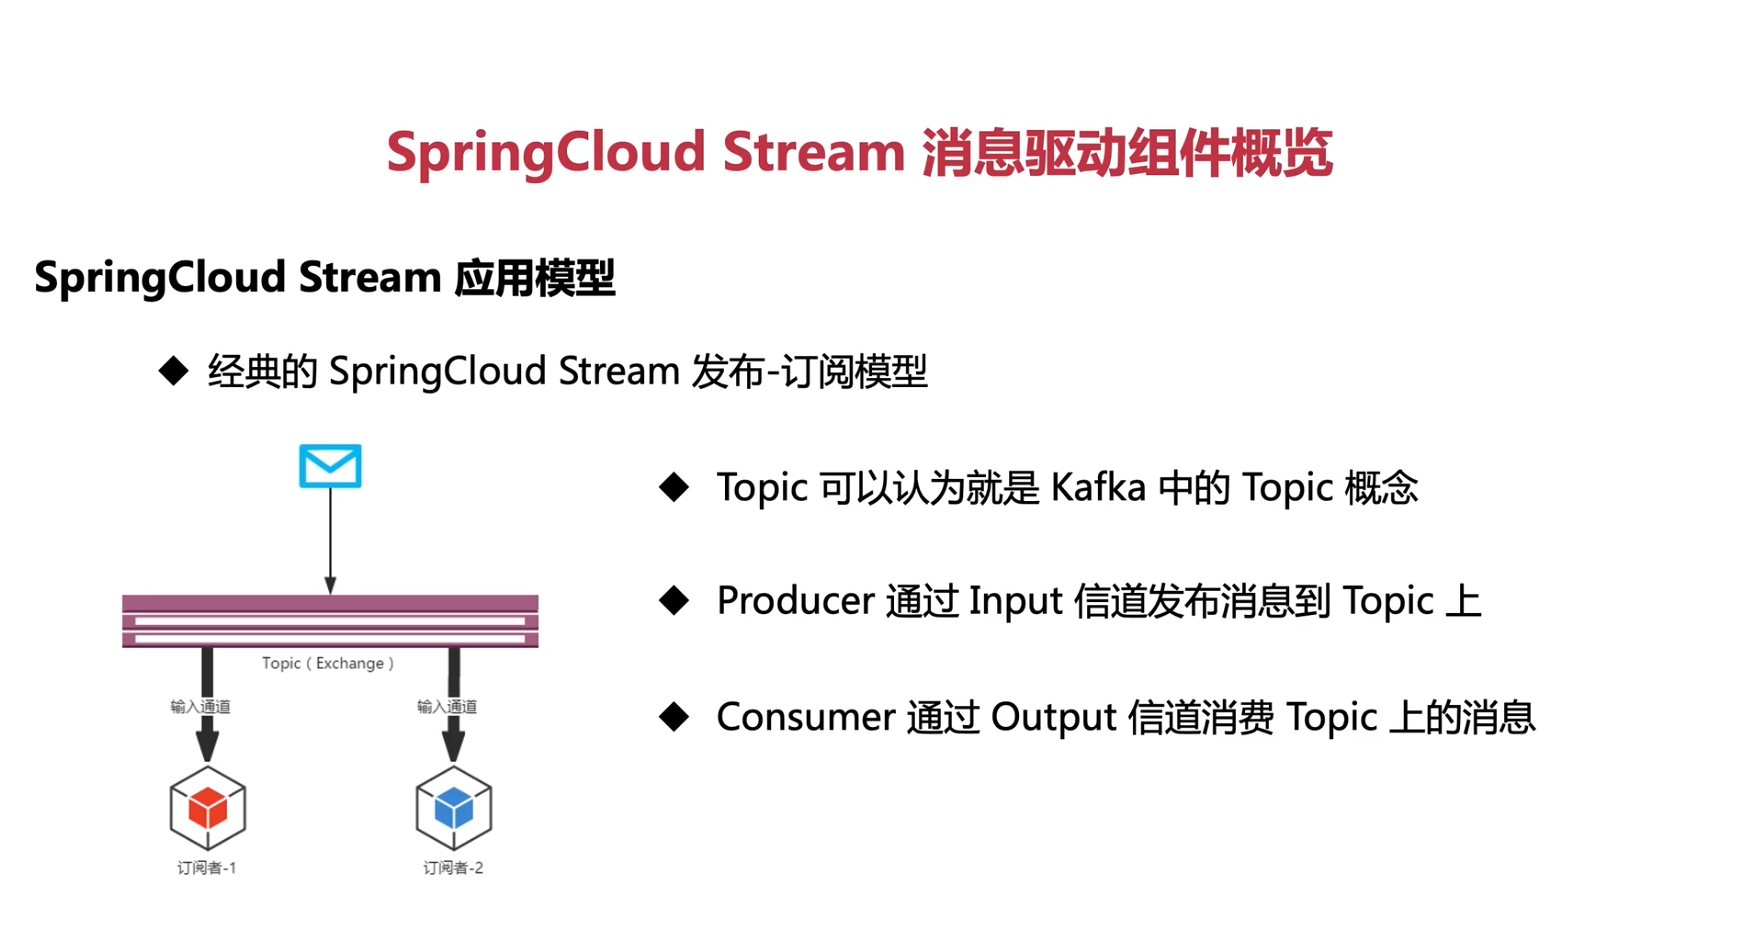 SpringCloud Stream 消息驱动组件概览
SpringCloud Stream 应用模型
◆ 经典的 SpringCloud Stream 发布-订阅模型
◆ Topic 可以认为就是 Kafka 中的 Topic 概念
◆ Producer 通过 Input 信道发布消息到 Topic 上
◆ Consumer 通过 Output 信道消费 Topic 上的消息
Topic（Exchange）
输入通道
输入通道
订阅者-1
订阅者-2